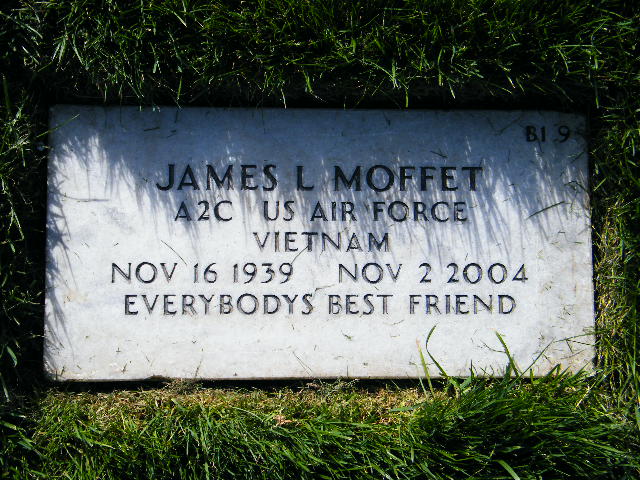 B1 9
JAMES L MOFFET
A2C US AIR FORCE
VIETNAM
NOV 16 1939 NOV 2 2004
EVERYBODYS BEST FRIEND